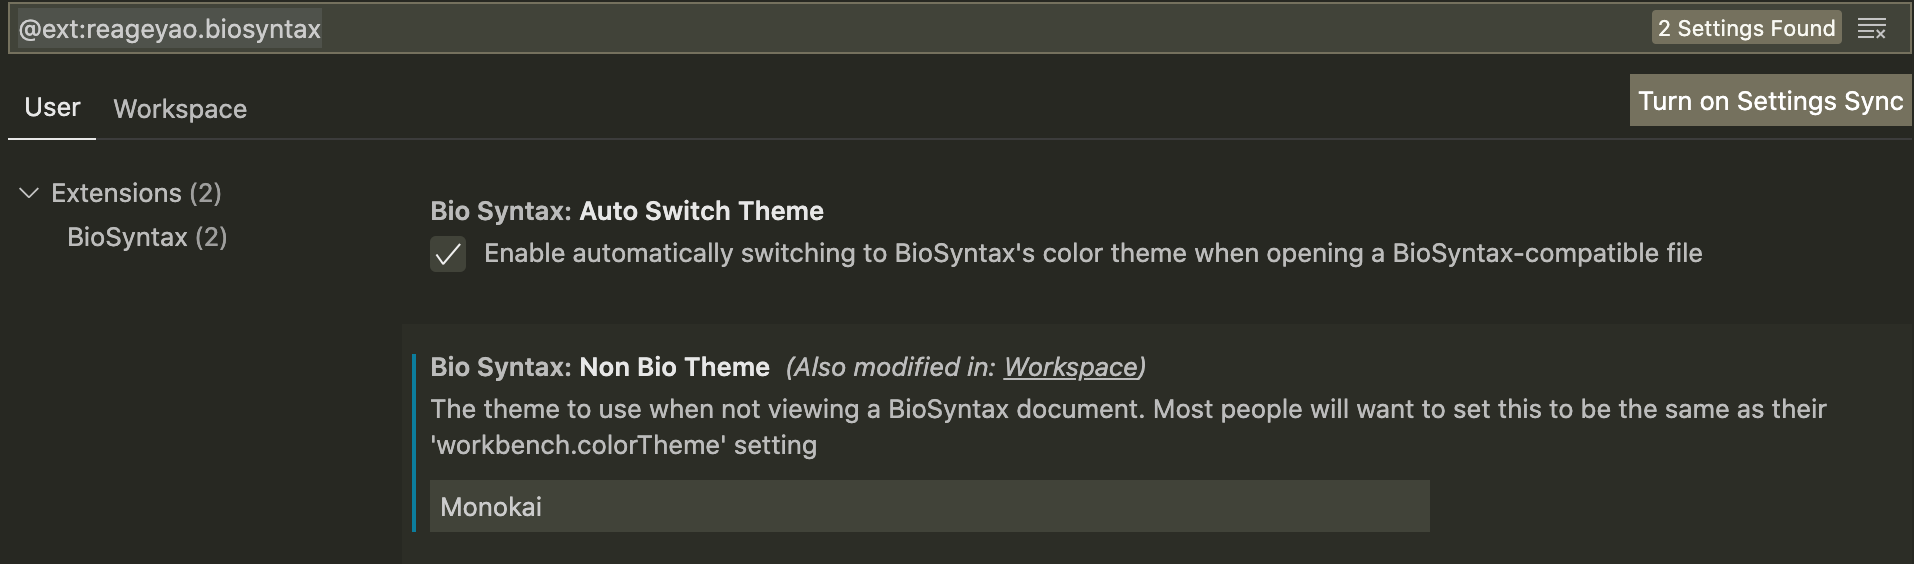 @ext:reageyao.biosyntax
2 Settings Found
User
Workspace
Turn on Settings Sync
Extensions (2)
BioSyntax (2)
Bio Syntax: Auto Switch Theme
Enable automatically switching to BioSyntax's color theme when opening a BioSyntax-compatible file
Bio Syntax: Non Bio Theme (Also modified in: Workspace)
The theme to use when not viewing a BioSyntax document. Most people will want to set this to be the same as their
'workbench.colorTheme' setting
Monokai